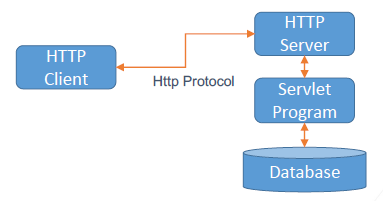 HTTP
Client
Http Protocol
HTTP
Server
Servlet
Program
Database